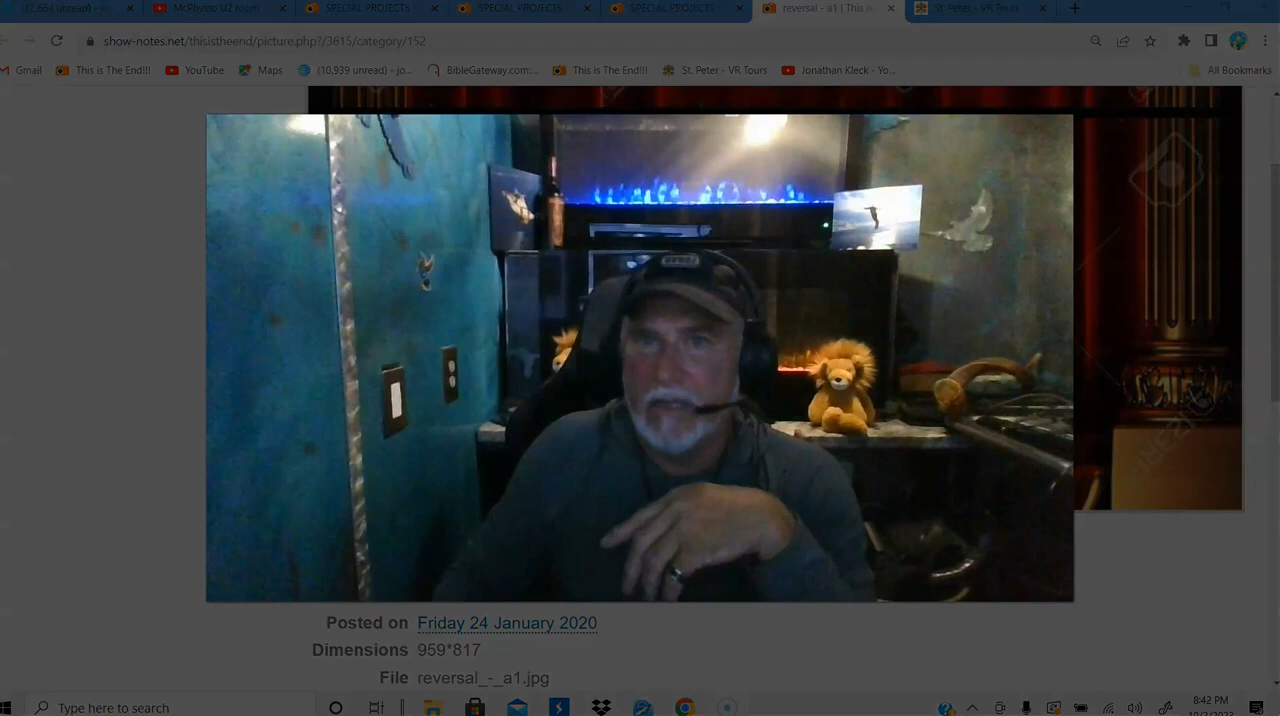 McPhysto U2 room
SPECIAL PROJECTS
SPECIAL PROJECTS
SPECIAL PROJECTS
reversal - a1 | This is
St. Peter - VR Tours
show-notes.net/thisistheend/picture.php?/3615/category/152
Gmail
This is The End!!!
YouTube
Maps
(10,939 unread) - jo...
BibleGateway.com:...
This is The End!!!
St. Peter - VR Tours
Jonathan Kleck - Yo...
All Bookmarks
Posted on Friday 24 January 2020
Dimensions 959*817
File reversal_-_a1.jpg
Type here to search
8:42 PM